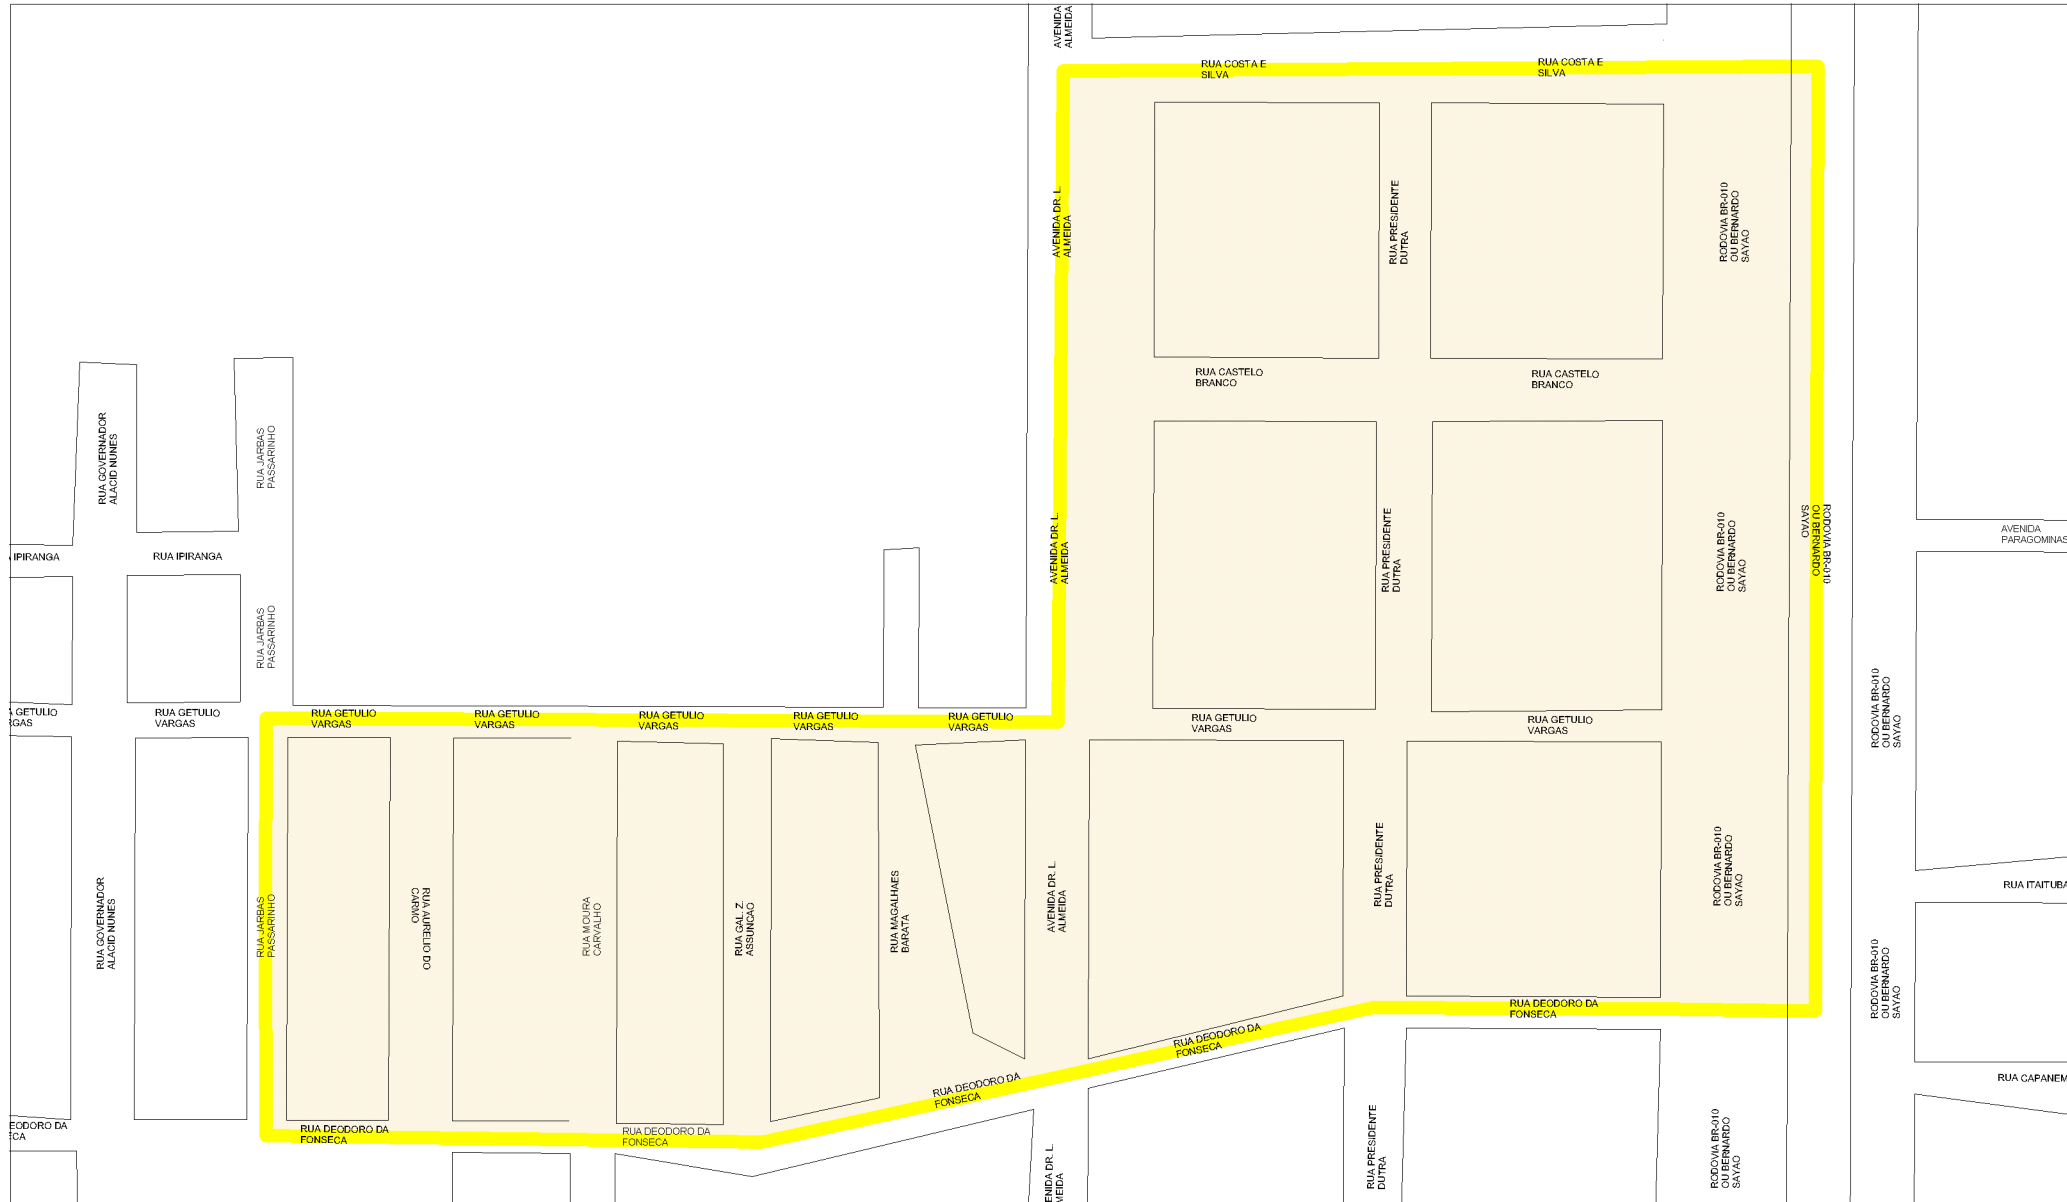 AVENIDA
ALMEIDA
RUA COSTA E
SILVA
RUA COSTA E
SILVA
AVENIDA DR. L.
ALMEIDA
RUA PRESIDENTE
DUTRA
RODOVIA BR-010
OU BERNARDO
SAYAO
RUA CASTELO
BRANCO
RUA CASTELO
BRANCO
RUA GOVERNADOR
ALACID NUNES
RUA JARBAS
PASSARINHO
AVENIDA DR. L.
ALMEIDA
RUA PRESIDENTE
DUTRA
RODOVIA BR-010
OU BERNARDO
SAYAO
RODOVIA BR-010
OU BERNARDO
SAYAO
AVENIDA
PARAGOMINAS
IPIRANGA
RUA IPIRANGA
RUA JARBAS
PASSARINHO
RODOVIA BR-010
OU BERNARDO
SAYAO
A GETULIO
RGAS
RUA GETULIO
VARGAS
RUA GETULIO
VARGAS
RUA GETULIO
VARGAS
RUA GETULIO
VARGAS
RUA GETULIO
VARGAS
RUA GETULIO
VARGAS
RUA GETULIO
VARGAS
RUA GETULIO
VARGAS
RUA GOVERNADOR
ALACID NUNES
RUA JARBAS
PASSARINHO
RUA AURELIO DO
CARMO
RUA MOURA
CARVALHO
RUA GAL. Z.
ASSUNCAO
RUA MAGALHAES
BARATA
AVENIDA DR. L.
ALMEIDA
RUA PRESIDENTE
DUTRA
RODOVIA BR-010
OU BERNARDO
SAYAO
RUA ITAITUBA
RODOVIA BR-010
OU BERNARDO
SAYAO
RUA DEODORO DA
FONSECA
RUA DEODORO DA
FONSECA
RUA DEODORO DA
FONSECA
RUA CAPANEM
EODORO DA
ECA
RUA DEODORO DA
FONSECA
RUA DEODORO DA
FONSECA
ENIDA DR. L.
MEIDA
RUA PRESIDENTE
DUTRA
RODOVIA BR-010
OU BERNARDO
SAYAO